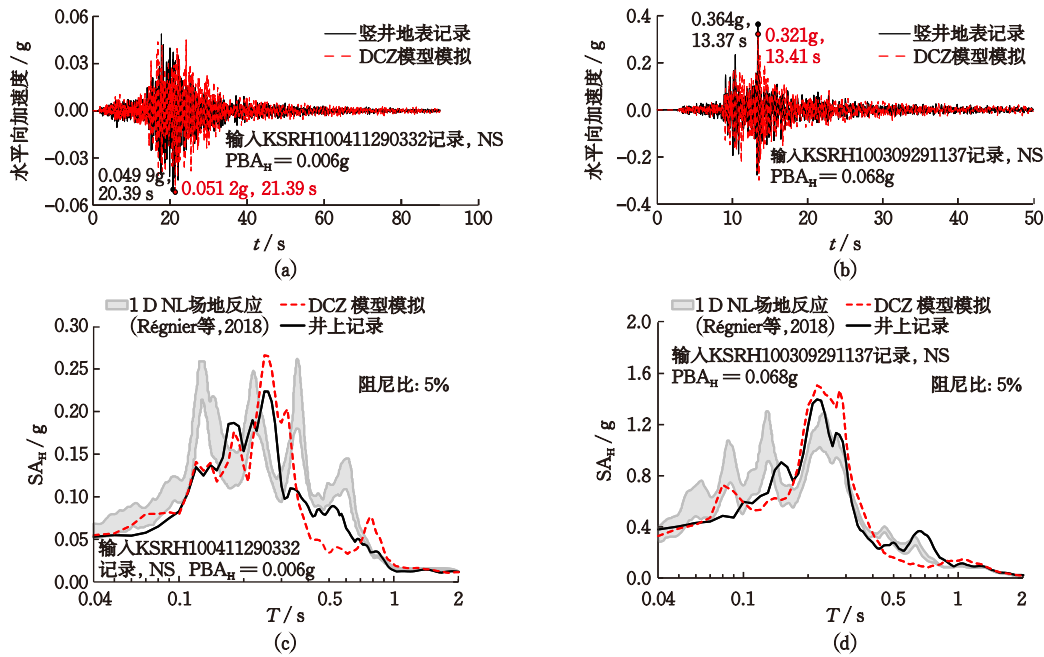 0.06
0.03
0.00
−0.03
−0.06
水平向加速度 / g
竖井地表记录
DCZ模型模拟
输入KSRH100411290332记录, NS
PBA_H＝0.006g
0.049 9g,
20.39 s
0.051 2g, 21.39 s
0 20 40 60 80 100
t / s
(a)
0.4
0.2
0.0
−0.2
−0.4
水平向加速度 / g
0.364g,
13.37 s
0.321g,
13.41 s
竖井地表记录
DCZ模型模拟
输入KSRH100309291137记录, NS
PBA_H＝0.068g
0 10 20 30 40 50
t / s
(b)
1 D NL场地反应
(Régnier等, 2018)
DCZ 模型模拟
井上记录
0.30
0.25
0.20
0.15
0.10
0.05
0.00
SA_H / g
阻尼比: 5%
输入KSRH100411290332
记录, NS PBA_H＝0.006g
0.04 0.1 0.5 1 2
T / s
(c)
1 D NL场地反应
(Régnier等, 2018)
DCZ 模型模拟
井上记录
2.0
1.6
1.2
0.8
0.4
0.0
SA_H / g
输入KSRH100309291137记录, NS
PBA_H＝0.068g
阻尼比: 5%
0.04 0.1 0.5 1 2
T / s
(d)